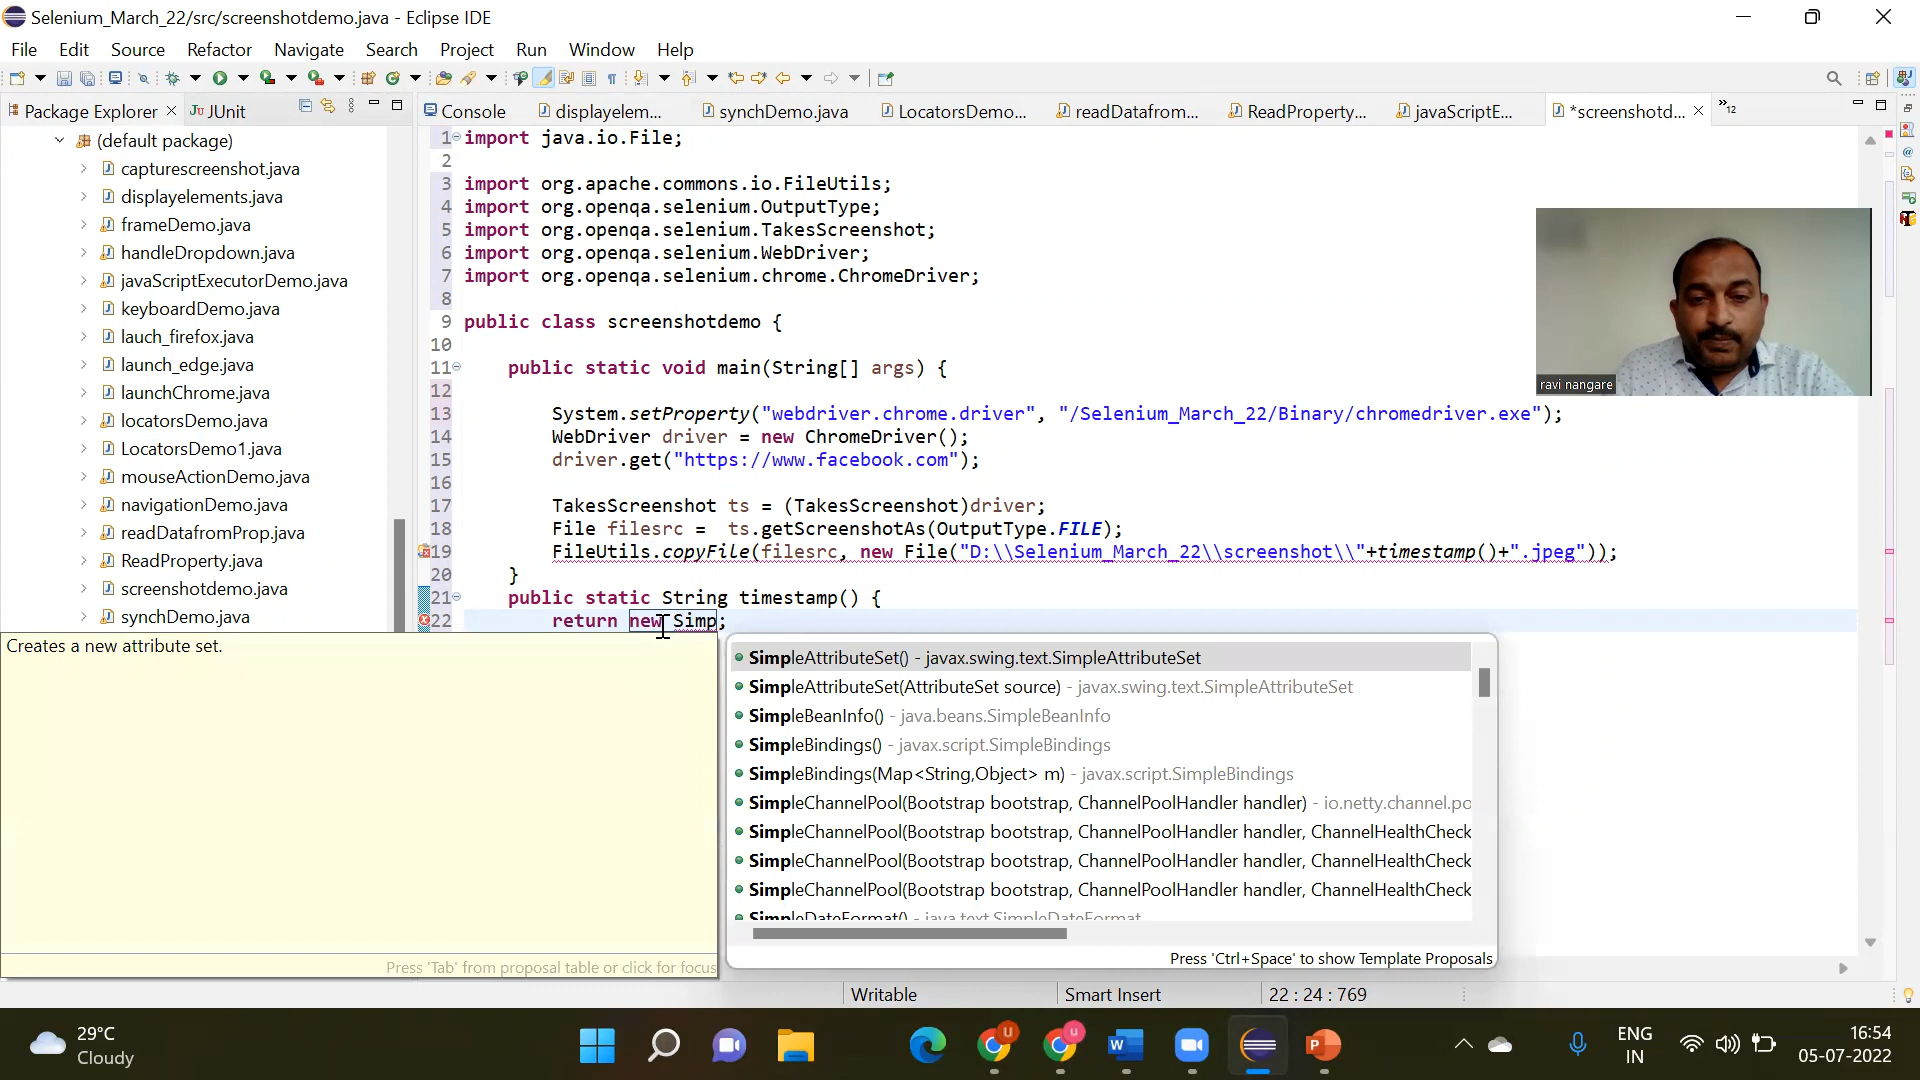 Selenium_March_22/src/screenshotdemo.java - Eclipse IDE
File Edit Source Refactor Navigate Search Project Run Window Help
Package Explorer JUnit
Console displayelem... synchDemo.java LocatorsDemo... readDatafrom... ReadProperty... javaScriptE... *screenshotd... »12
(default package)
capturescreenshot.java
displayelements.java
frameDemo.java
handleDropdown.java
javaScriptExecutorDemo.java
keyboardDemo.java
lauch_firefox.java
launch_edge.java
launchChrome.java
locatorsDemo.java
LocatorsDemo1.java
mouseActionDemo.java
navigationDemo.java
readDatafromProp.java
ReadProperty.java
screenshotdemo.java
synchDemo.java
1 import java.io.File;
2
3 import org.apache.commons.io.FileUtils;
4 import org.openqa.selenium.OutputType;
5 import org.openqa.selenium.TakesScreenshot;
6 import org.openqa.selenium.WebDriver;
7 import org.openqa.selenium.chrome.ChromeDriver;
8
9 public class screenshotdemo {
10
11 public static void main(String[] args) {
12
13 System.setProperty("webdriver.chrome.driver", "/Selenium_March_22/Binary/chromedriver.exe");
14 WebDriver driver = new ChromeDriver();
15 driver.get("https://www.facebook.com");
16
17 TakesScreenshot ts = (TakesScreenshot)driver;
18 File filesrc = ts.getScreenshotAs(OutputType.FILE);
19 FileUtils.copyFile(filesrc, new File("D:\\Selenium_March_22\\screenshot\\"+timestamp()+".jpeg"));
20 }
21 public static String timestamp() {
22 return new Simp;
ravi nangare
Creates a new attribute set.
Press 'Tab' from proposal table or click for focus
SimpleAttributeSet() - javax.swing.text.SimpleAttributeSet
SimpleAttributeSet(AttributeSet source) - javax.swing.text.SimpleAttributeSet
SimpleBeanInfo() - java.beans.SimpleBeanInfo
SimpleBindings() - javax.script.SimpleBindings
SimpleBindings(Map<String,Object> m) - javax.script.SimpleBindings
SimpleChannelPool(Bootstrap bootstrap, ChannelPoolHandler handler) - io.netty.channel.po
SimpleChannelPool(Bootstrap bootstrap, ChannelPoolHandler handler, ChannelHealthCheck
SimpleChannelPool(Bootstrap bootstrap, ChannelPoolHandler handler, ChannelHealthCheck
SimpleChannelPool(Bootstrap bootstrap, ChannelPoolHandler handler, ChannelHealthCheck
SimpleDateFormat() - java.text.SimpleDateFormat
Press 'Ctrl+Space' to show Template Proposals
Writable Smart Insert 22 : 24 : 769
29°C
Cloudy
ENG
IN
16:54
05-07-2022